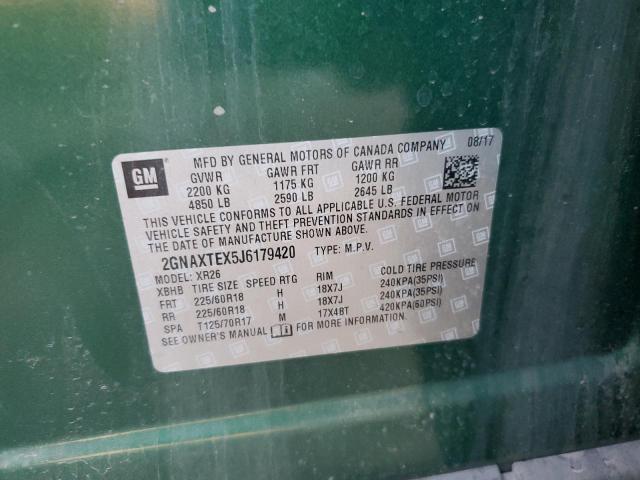 GM
MFD BY GENERAL MOTORS OF CANADA COMPANY 08/17
GVWR GAWR FRT GAWR RR
2200 KG 1175 KG 1200 KG
4850 LB 2590 LB 2645 LB
THIS VEHICLE CONFORMS TO ALL APPLICABLE U.S. FEDERAL MOTOR
VEHICLE SAFETY AND THEFT PREVENTION STANDARDS IN EFFECT ON
THE DATE OF MANUFACTURE SHOWN ABOVE.
2GNAXTEX5J6179420 TYPE: M.P.V.
MODEL: XR26
XBHB TIRE SIZE SPEED RTG RIM COLD TIRE PRESSURE
FRT 225/60R18 H 18X7J 240KPA(35PSI)
RR 225/60R18 H 18X7J 240KPA(35PSI)
SPA T125/70R17 M 17X4BT 420KPA(60PSI)
SEE OWNER'S MANUAL FOR MORE INFORMATION.